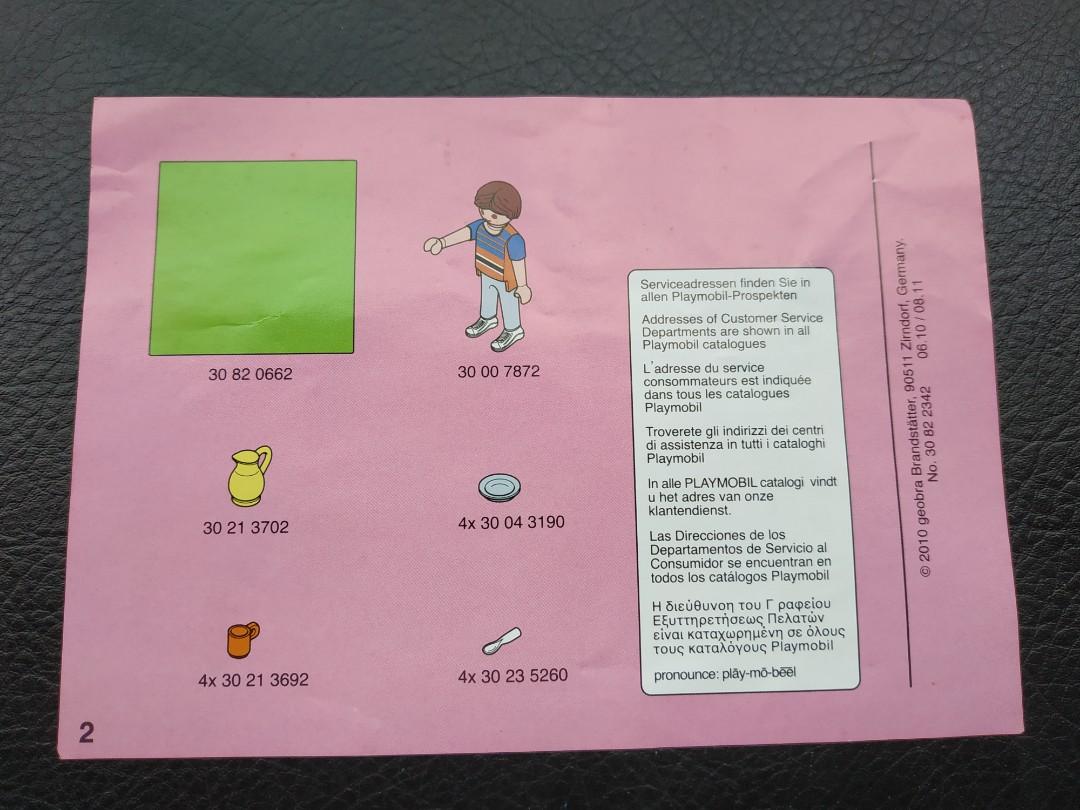 30 82 0662
30 00 7872
30 21 3702
4x 30 04 3190
4x 30 21 3692
4x 30 23 5260
2
Serviceadressen finden Sie in
allen Playmobil-Prospekten
Addresses of Customer Service
Departments are shown in all
Playmobil catalogues
L'adresse du service
consommateurs est indiquée
dans tous les catalogues
Playmobil
Troverete gli indirizzi dei centri
di assistenza in tutti i cataloghi
Playmobil
In alle PLAYMOBIL catalogi vindt
u het adres van onze
klantendienst.
Las Direcciones de los
Departamentos de Servicio al
Consumidor se encuentran en
todos los catálogos Playmobil
Η διεύθυνοη του Γ ραφείου
Εξυττηρετήσεως Πελατών
είναι καταχωρημένη σε όλους
τους καταλόγους Playmobil
pronounce: plāy-mō-bēēl
© 2010 geobra Brandstätter, 90511 Zirndorf, Germany.
No. 30 82 2342 06.10 / 08.11